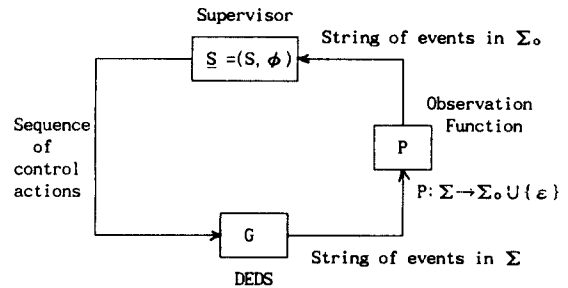 Supervisor
String of events in Σo
S =(S, ϕ)
Observation
Function
Sequence
of
control
actions
P
P: Σ→Σo ∪{ε}
G
String of events in Σ
DEDS